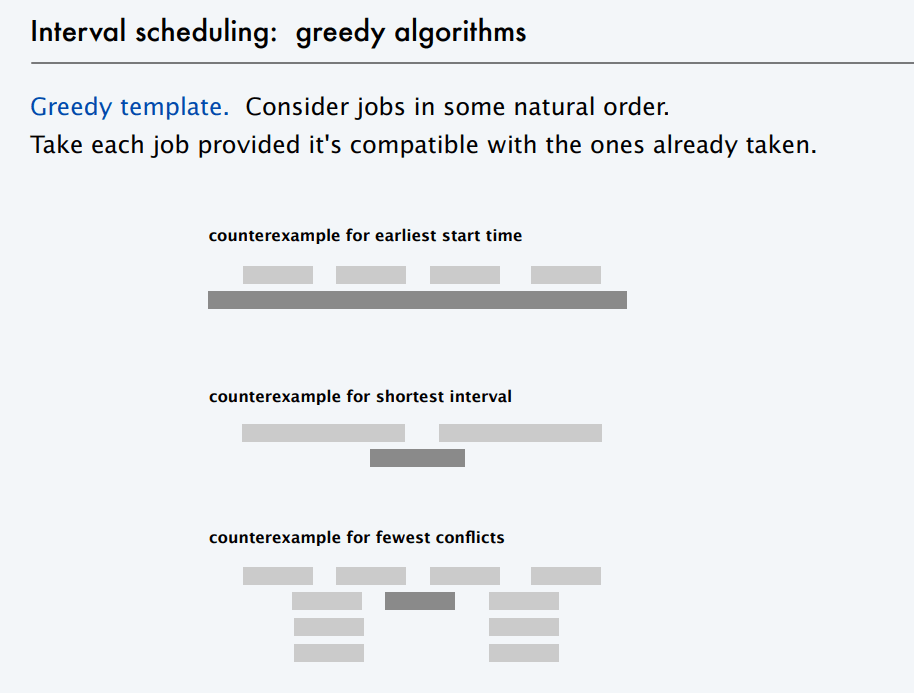 Interval scheduling: greedy algorithms
Greedy template. Consider jobs in some natural order.
Take each job provided it's compatible with the ones already taken.
counterexample for earliest start time
counterexample for shortest interval
counterexample for fewest conflicts